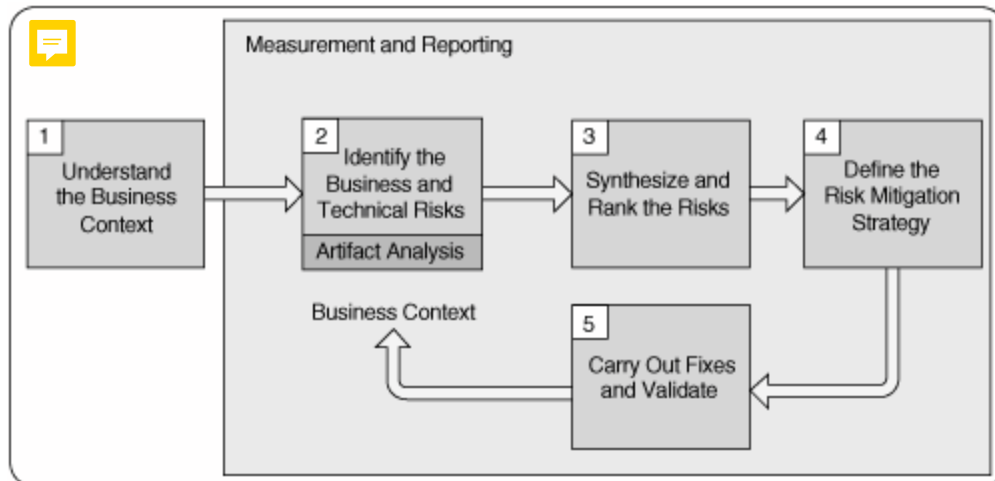 Measurement and Reporting
1
Understand
the Business
Context
2
Identify the
Business and
Technical Risks
Artifact Analysis
3
Synthesize and
Rank the Risks
4
Define the
Risk Mitigation
Strategy
Business Context
5
Carry Out Fixes
and Validate